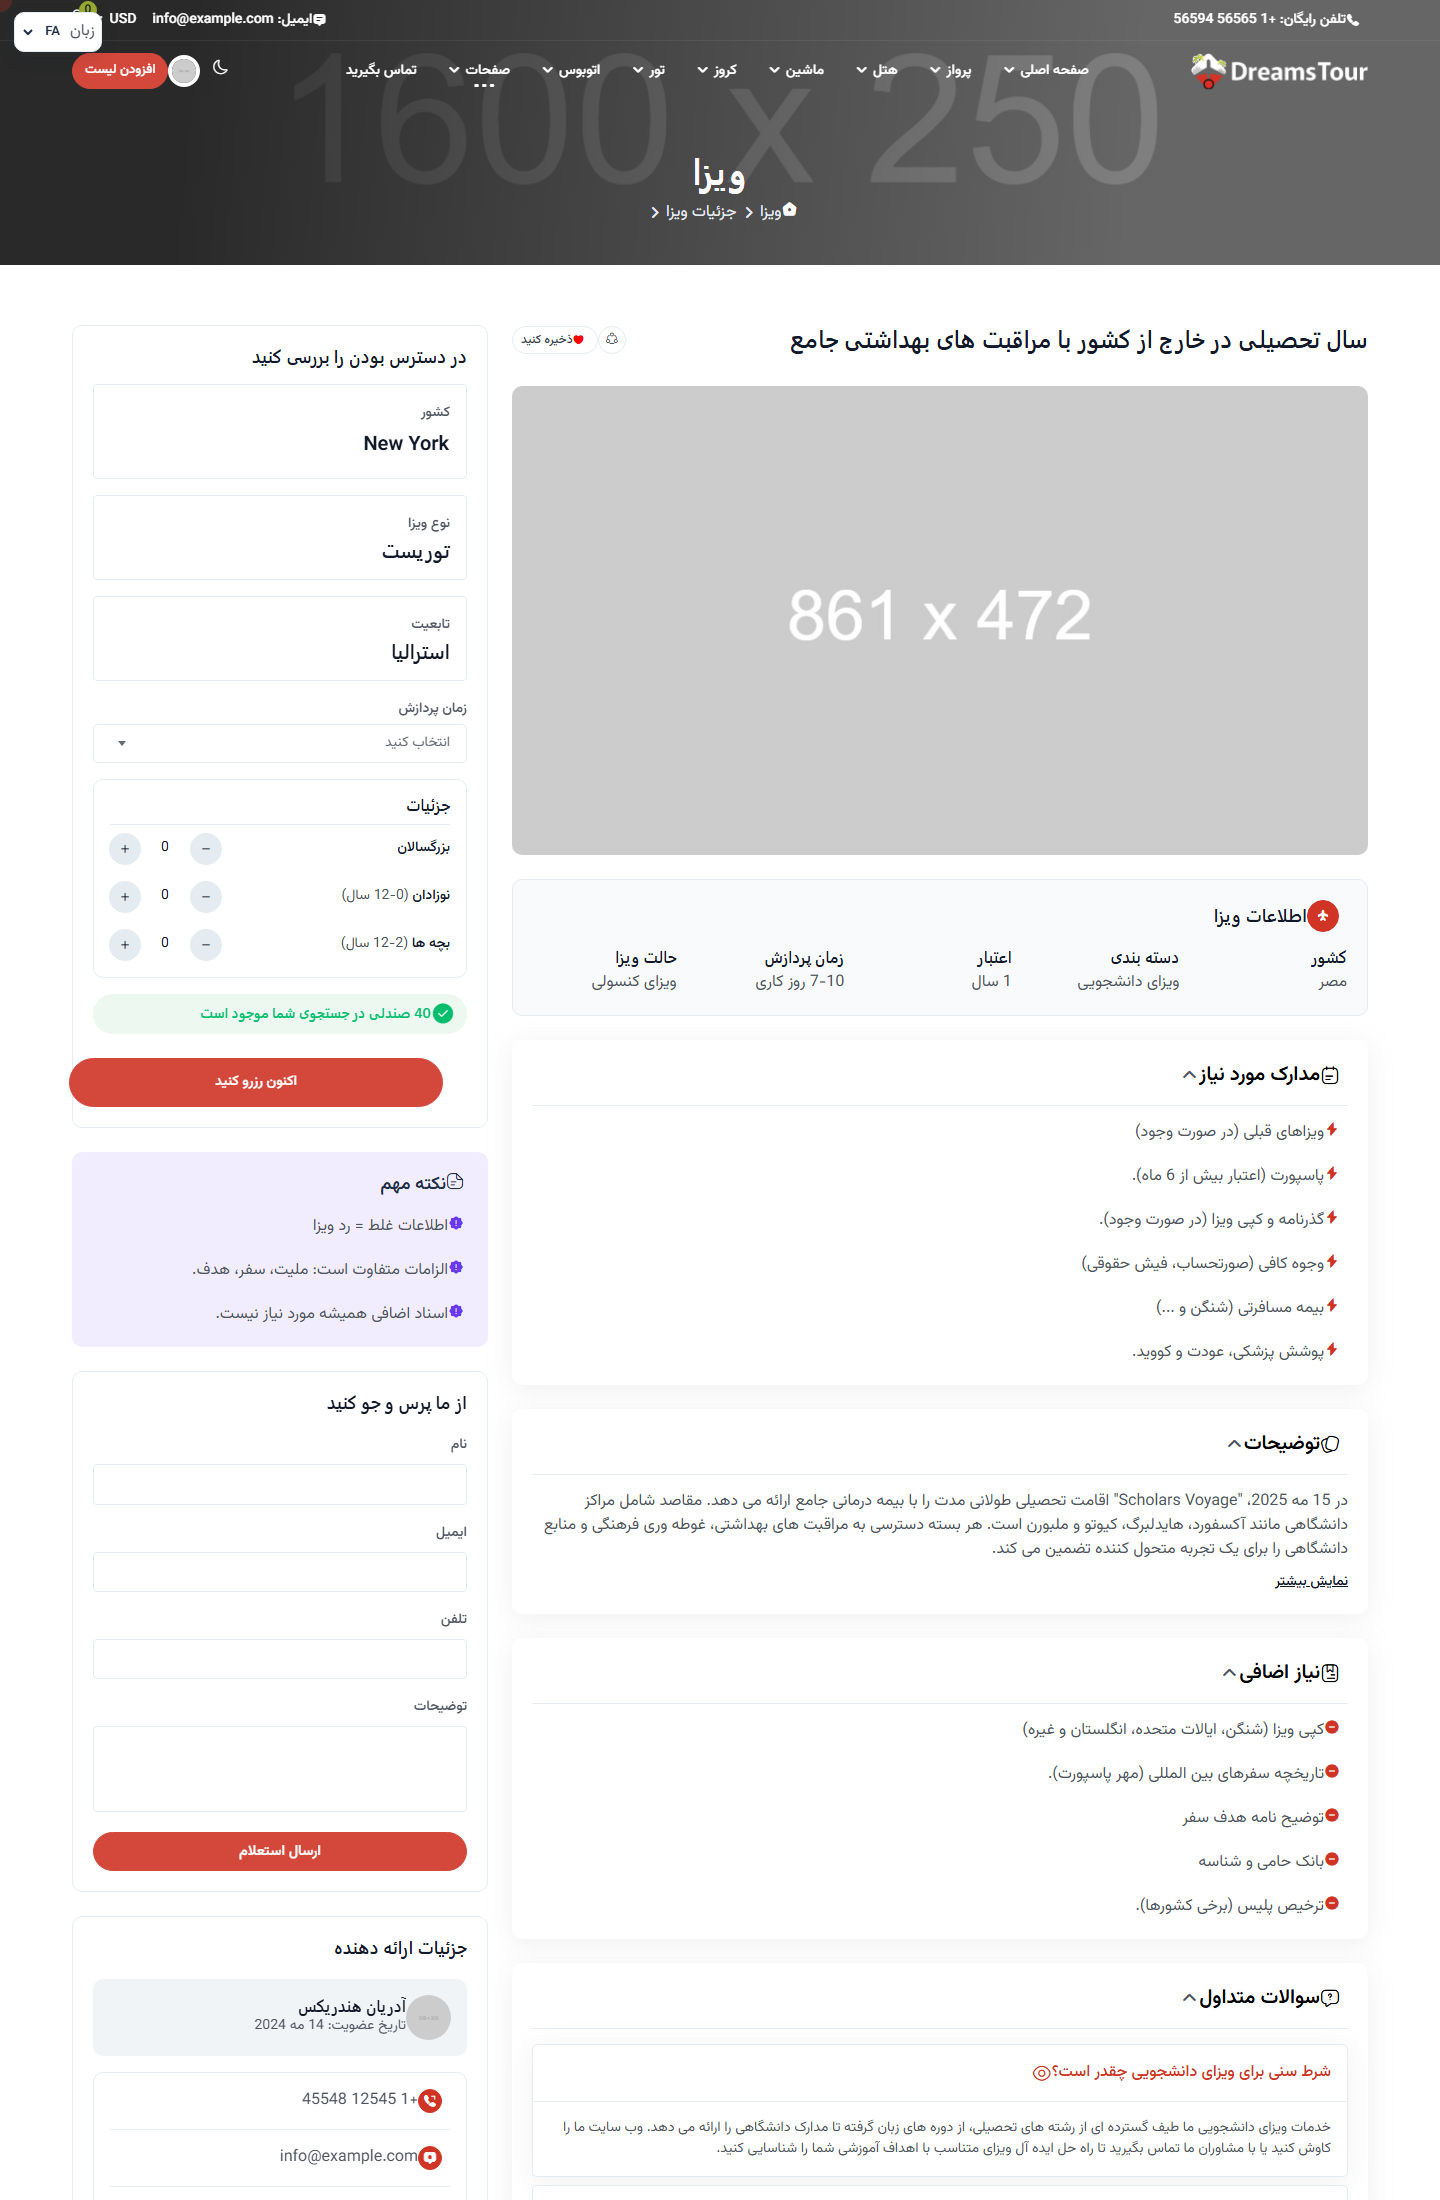 تلفن رایگان: +1 56565 56594
ایمیل: info@example.com
USD
0
زبان FA
DreamsTour
صفحه اصلی
پرواز
هتل
ماشین
کروز
تور
اتوبوس
صفحات
تماس بگیرید
افزودن لیست
1600 x 250
ویزا
ویزا
جزئیات ویزا
سال تحصیلی در خارج از کشور با مراقبت های بهداشتی جامع
ذخیره کنید
861 x 472
اطلاعات ویزا
کشور
مصر
دسته بندی
ویزای دانشجویی
اعتبار
1 سال
زمان پردازش
7-10 روز کاری
حالت ویزا
ویزای کنسولی
مدارک مورد نیاز
ویزاهای قبلی (در صورت وجود)
پاسپورت (اعتبار بیش از 6 ماه).
گذرنامه و کپی ویزا (در صورت وجود).
وجوه کافی (صورتحساب، فیش حقوقی)
بیمه مسافرتی (شنگن و ...)
پوشش پزشکی، عودت و کووید.
توضیحات
در 15 مه 2025، "Scholars Voyage" اقامت تحصیلی طولانی مدت را با بیمه درمانی جامع ارائه می دهد. مقاصد شامل مراکز
دانشگاهی مانند آکسفورد، هایدلبرگ، کیوتو و ملبورن است. هر بسته دسترسی به مراقبت های بهداشتی، غوطه وری فرهنگی و منابع
دانشگاهی را برای یک تجربه متحول کننده تضمین می کند.
نمایش بیشتر
نیاز اضافی
کپی ویزا (شنگن، ایالات متحده، انگلستان و غیره)
تاریخچه سفرهای بین المللی (مهر پاسپورت).
توضیح نامه هدف سفر
بانک حامی و شناسه
ترخیص پلیس (برخی کشورها).
سوالات متداول
شرط سنی برای ویزای دانشجویی چقدر است؟
خدمات ویزای دانشجویی ما طیف گسترده ای از رشته های تحصیلی، از دوره های زبان گرفته تا مدارک دانشگاهی را ارائه می دهد. وب سایت ما را
کاوش کنید یا با مشاوران ما تماس بگیرید تا راه حل ایده آل ویزای متناسب با اهداف آموزشی شما را شناسایی کنید.
در دسترس بودن را بررسی کنید
کشور
New York
نوع ویزا
توریست
تابعیت
استرالیا
زمان پردازش
انتخاب کنید
جزئیات
بزرگسالان
− 0 +
نوزادان (0-12 سال)
− 0 +
بچه ها (2-12 سال)
− 0 +
40 صندلی در جستجوی شما موجود است
اکنون رزرو کنید
نکته مهم
اطلاعات غلط = رد ویزا
الزامات متفاوت است: ملیت، سفر، هدف.
اسناد اضافی همیشه مورد نیاز نیست.
از ما پرس و جو کنید
نام
ایمیل
تلفن
توضیحات
ارسال استعلام
جزئیات ارائه دهنده
آدریان هندریکس
تاریخ عضویت: 14 مه 2024
+1 12545 45548
info@example.com